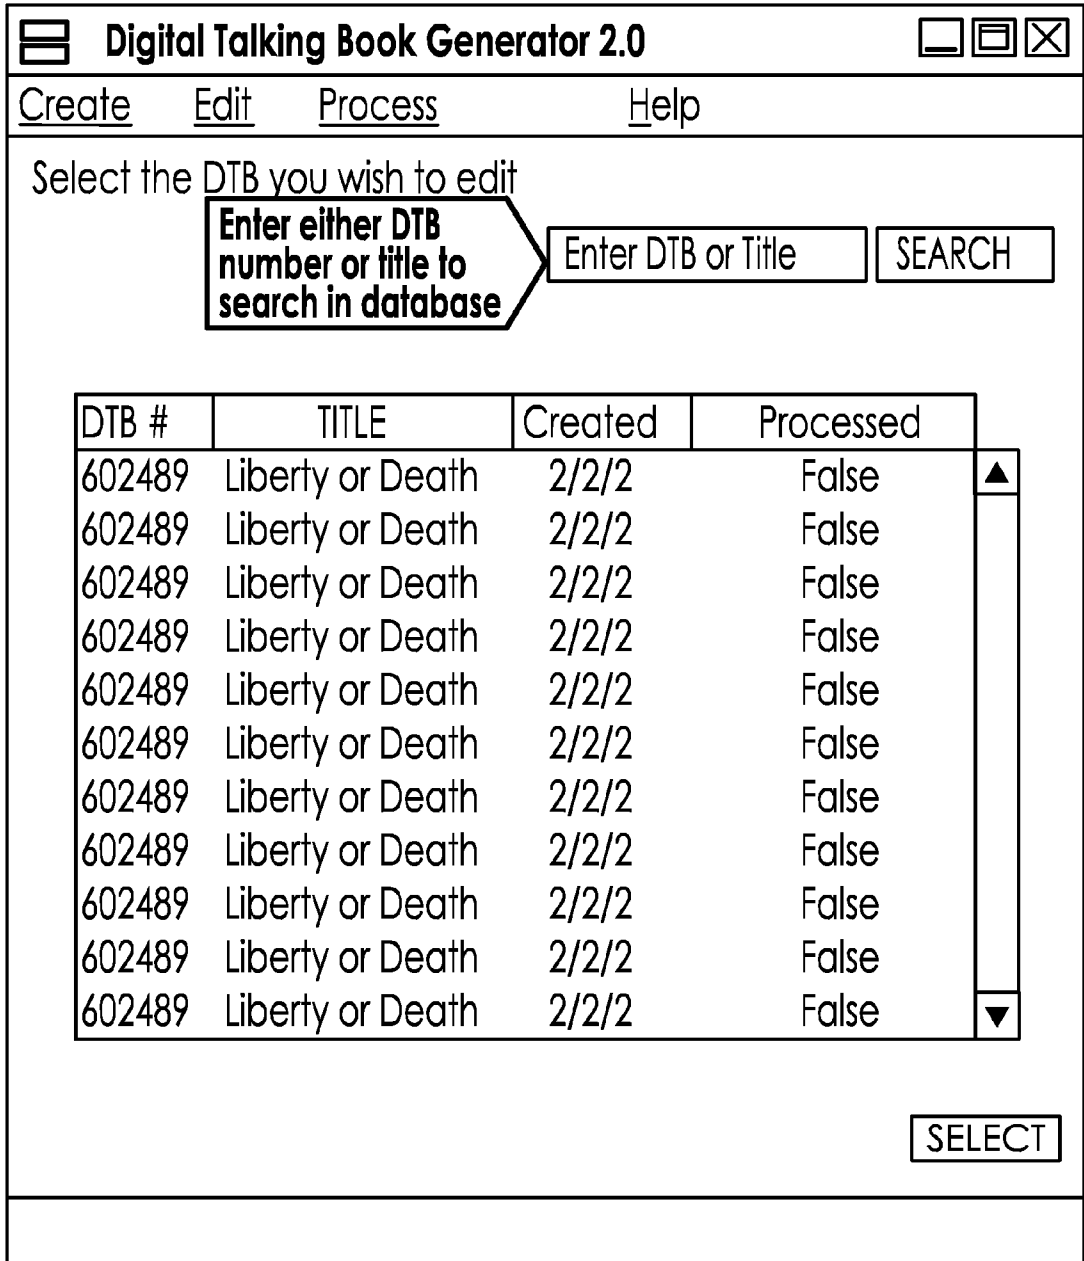 Digital Talking Book Generator 2.0
Create Edit Process Help
Select the DTB you wish to edit
Enter either DTB
number or title to
search in database
Enter DTB or Title SEARCH
DTB # TITLE Created Processed
602489 Liberty or Death 2/2/2 False
602489 Liberty or Death 2/2/2 False
602489 Liberty or Death 2/2/2 False
602489 Liberty or Death 2/2/2 False
602489 Liberty or Death 2/2/2 False
602489 Liberty or Death 2/2/2 False
602489 Liberty or Death 2/2/2 False
602489 Liberty or Death 2/2/2 False
602489 Liberty or Death 2/2/2 False
602489 Liberty or Death 2/2/2 False
602489 Liberty or Death 2/2/2 False
SELECT